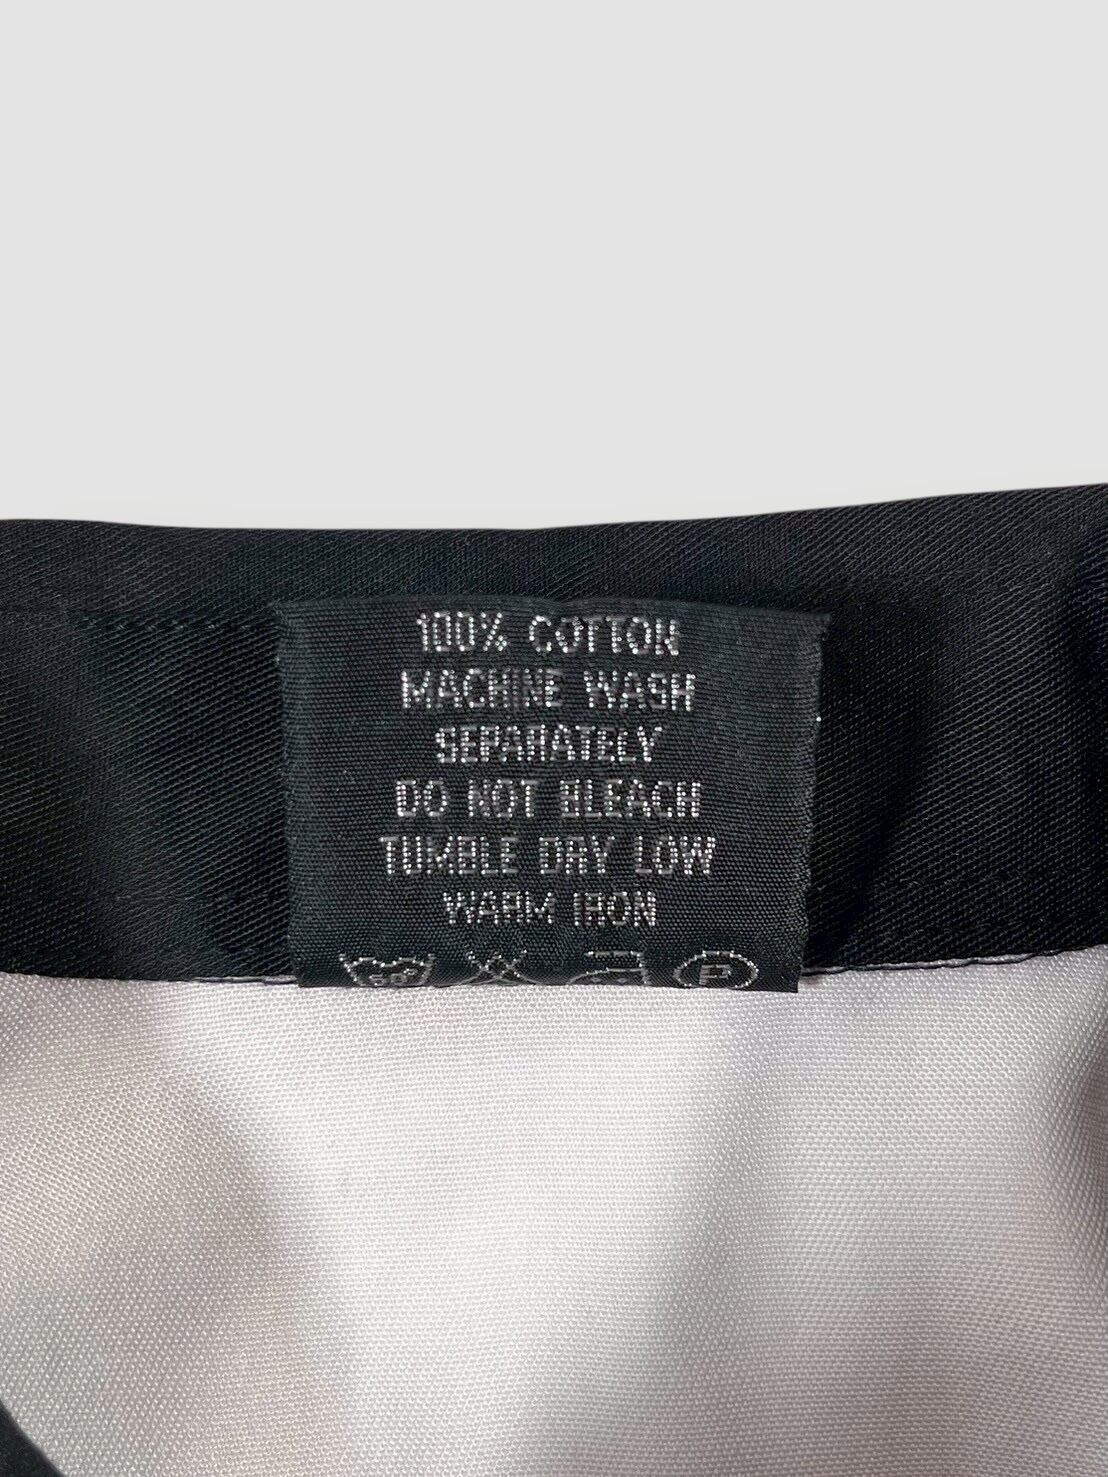 100% COTTON
MACHINE WASH
SEPARATELY
DO NOT BLEACH
TUMBLE DRY LOW
WARM IRON
P